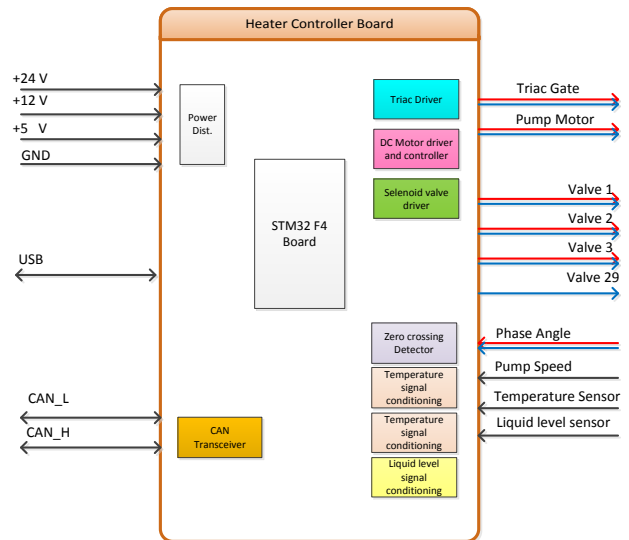 Heater Controller Board
+24 V
+12 V
+5 V
GND
USB
CAN_L
CAN_H
Power
Dist.
STM32 F4
Board
CAN
Transceiver
Triac Driver
DC Motor driver
and controller
Selenoid valve
driver
Zero crossing
Detector
Temperature
signal
conditioning
Temperature
signal
conditioning
Liquid level
signal
conditioning
Triac Gate
Pump Motor
Valve 1
Valve 2
Valve 3
Valve 29
Phase Angle
Pump Speed
Temperature Sensor
Liquid level sensor